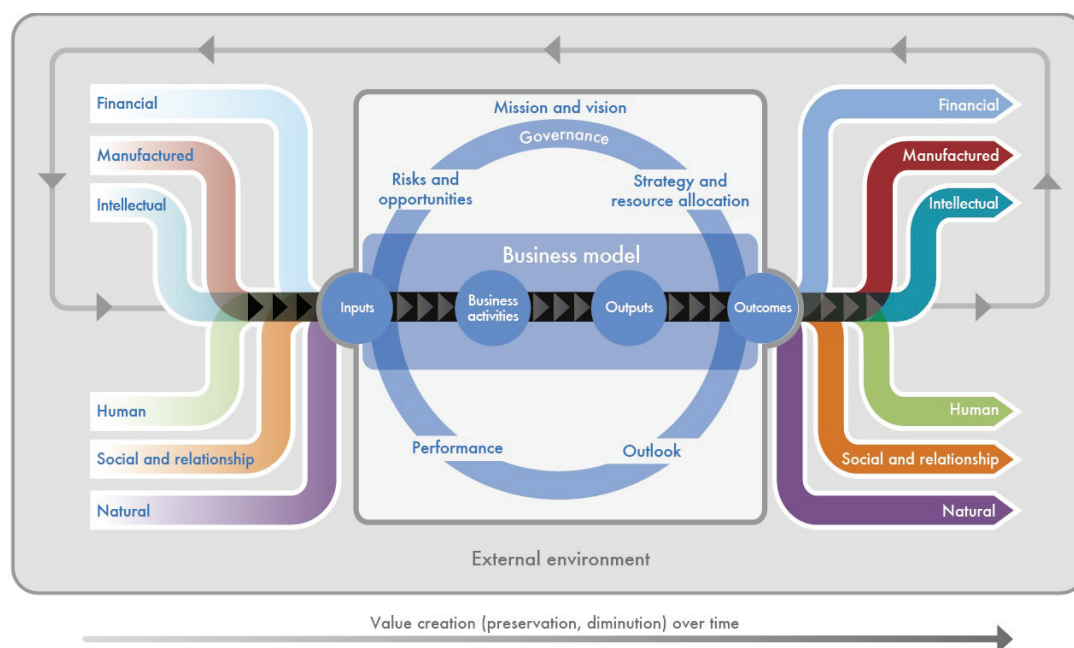 Financial
Manufactured
Intellectual
Human
Social and relationship
Natural
Mission and vision
Governance
Risks and
opportunities
Strategy and
resource allocation
Business model
Inputs
Business
activities
Outputs
Outcomes
Performance
Outlook
Financial
Manufactured
Intellectual
Human
Social and relationship
Natural
External environment
Value creation (preservation, diminution) over time